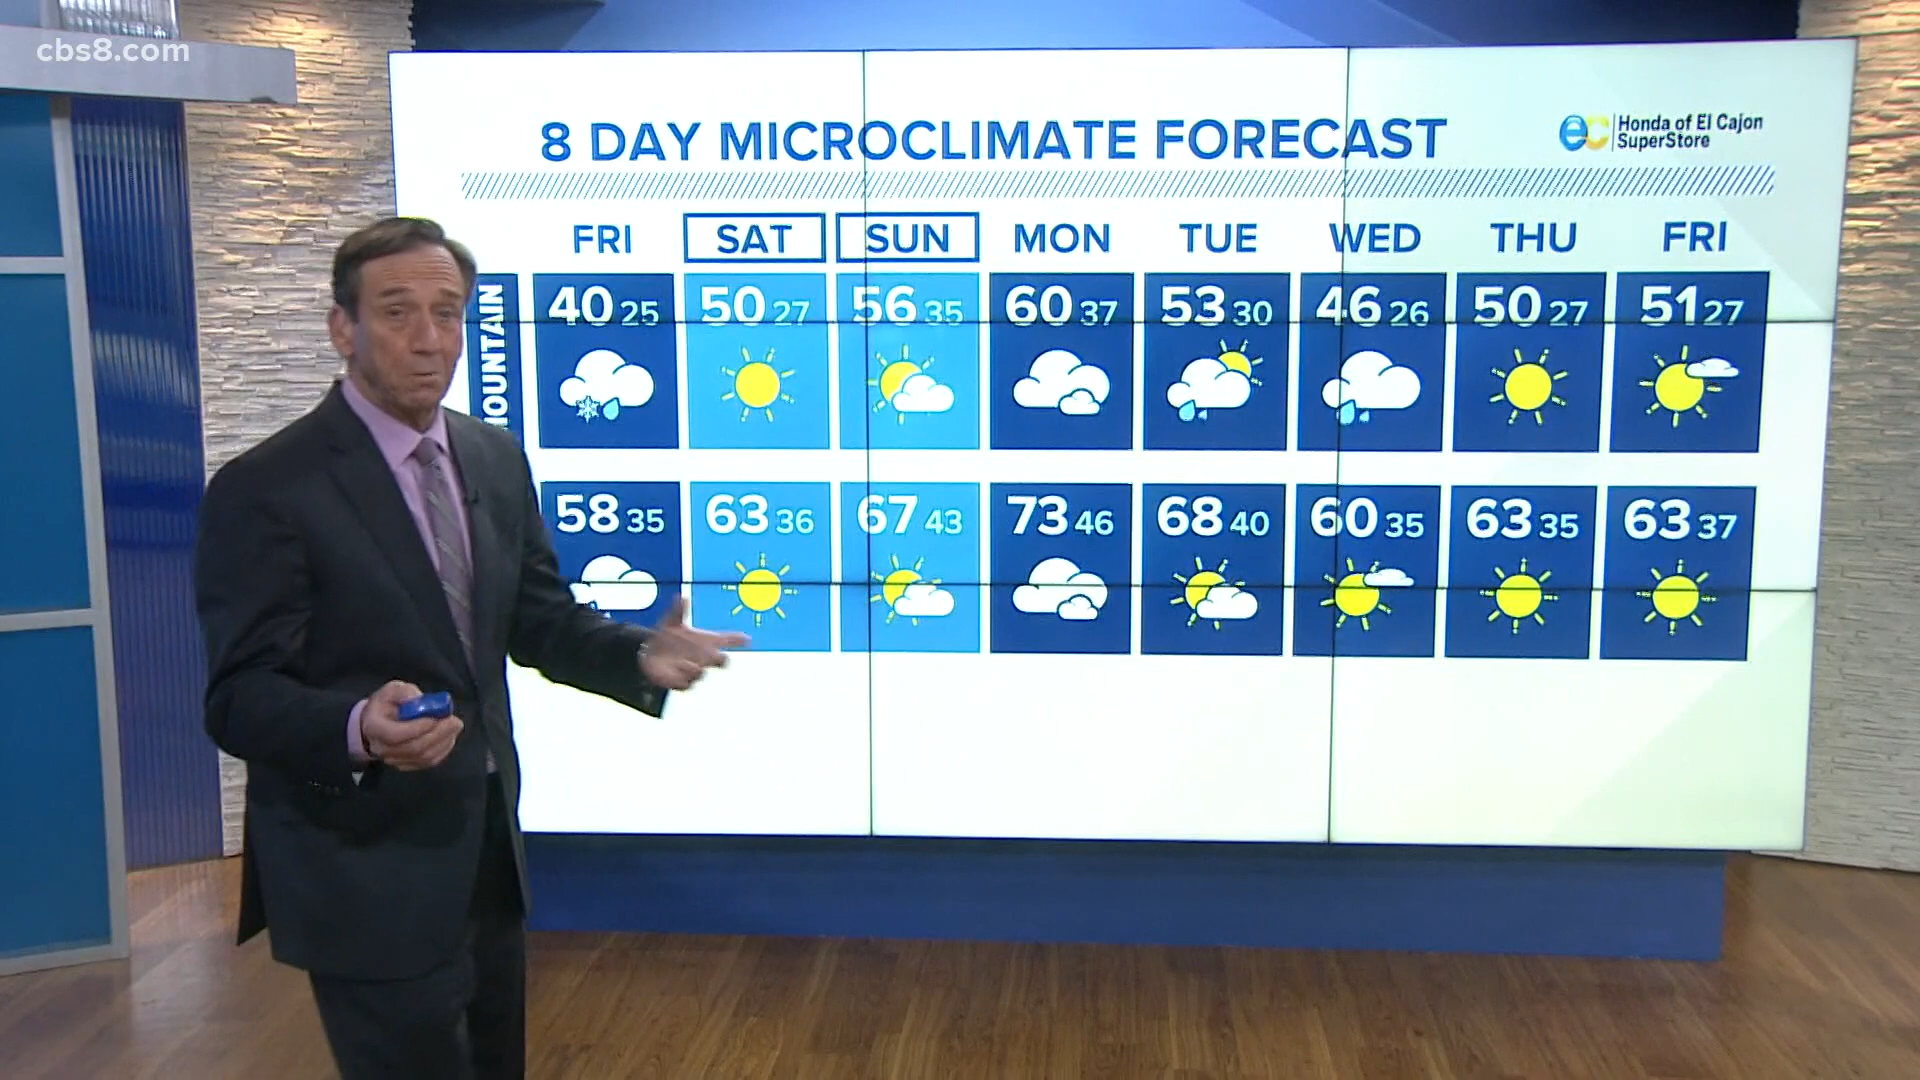 cbs8.com
8 DAY MICROCLIMATE FORECAST
Honda of El Cajon
SuperStore
FRI SAT SUN MON TUE WED THU FRI
40 25 50 27 56 35 60 37 53 30 46 26 50 27 51 27
58 35 63 36 67 43 73 46 68 40 60 35 63 35 63 37